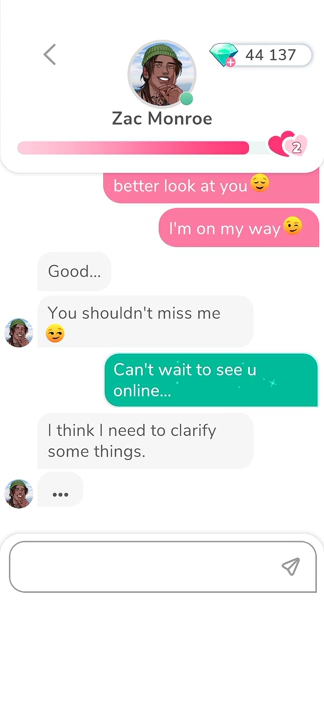 44 137
Zac Monroe
2
better look at you😌
I'm on my way😉
Good...
You shouldn't miss me
😏
Can't wait to see u
online...
I think I need to clarify
some things.